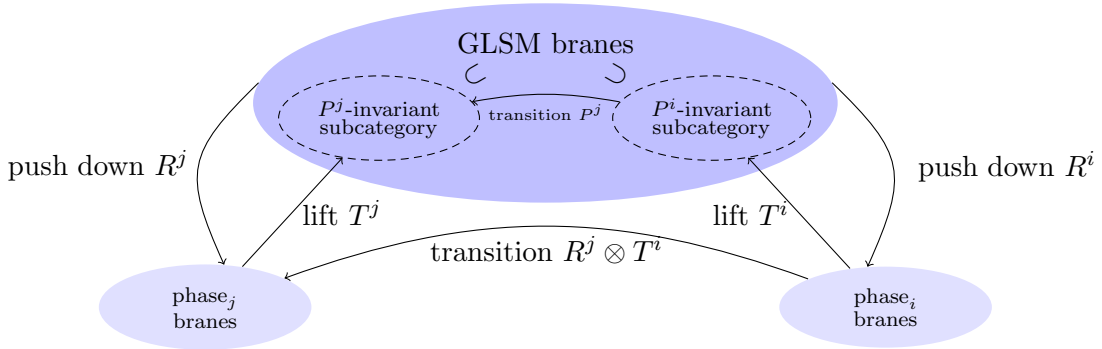 GLSM branes
P^j-invariant
subcategory
transition P^j
P^i-invariant
subcategory
push down R^j
push down R^i
lift T^j
lift T^i
transition R^j ⊗ T^i
phase_j
branes
phase_i
branes